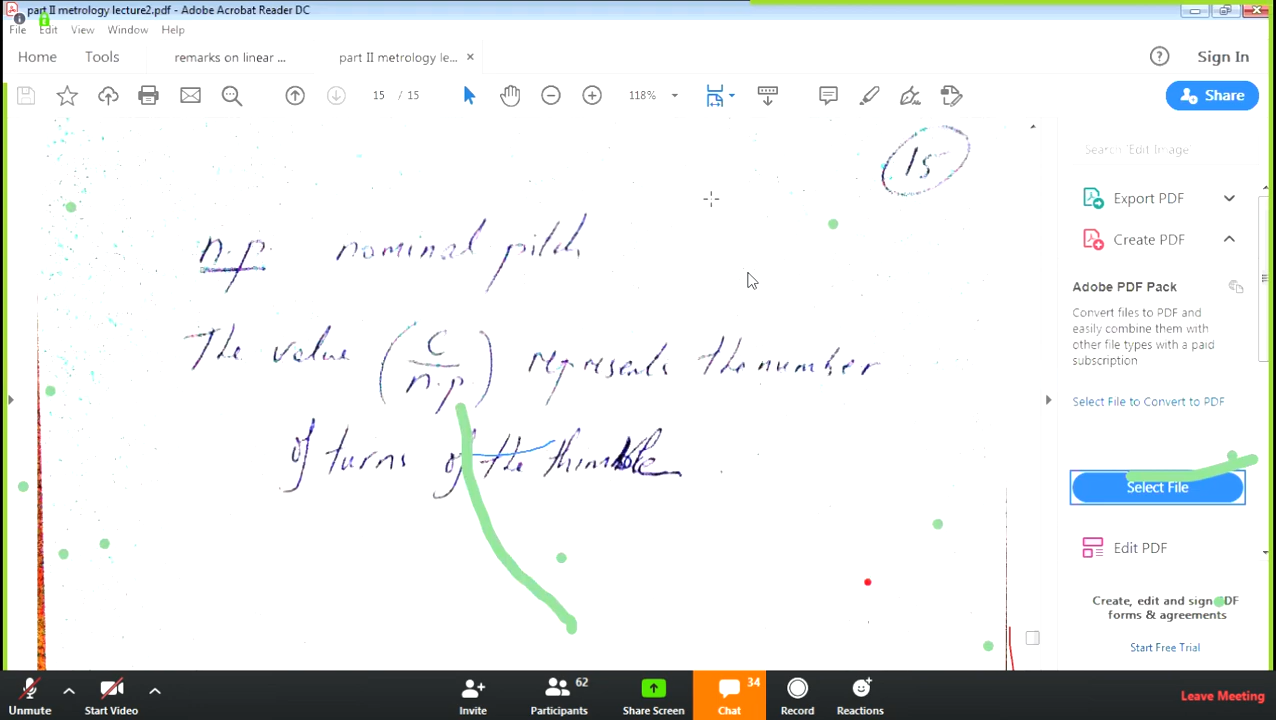 part II metrology lecture2.pdf - Adobe Acrobat Reader DC
File Edit View Window Help
Home Tools remarks on linear ... part II metrology le... × Sign In
15 / 15 118% Share
15
n.p. nominal pitch
The value (C/n.p) represents the number
of turns of the thimble
Search 'Edit Image'
Export PDF
Create PDF
Adobe PDF Pack
Convert files to PDF and
easily combine them with
other file types with a paid
subscription
Select File to Convert to PDF
Select File
Edit PDF
Create, edit and sign PDF
forms & agreements
Start Free Trial
62 34
Unmute Start Video Invite Participants Share Screen Chat Record Reactions Leave Meeting